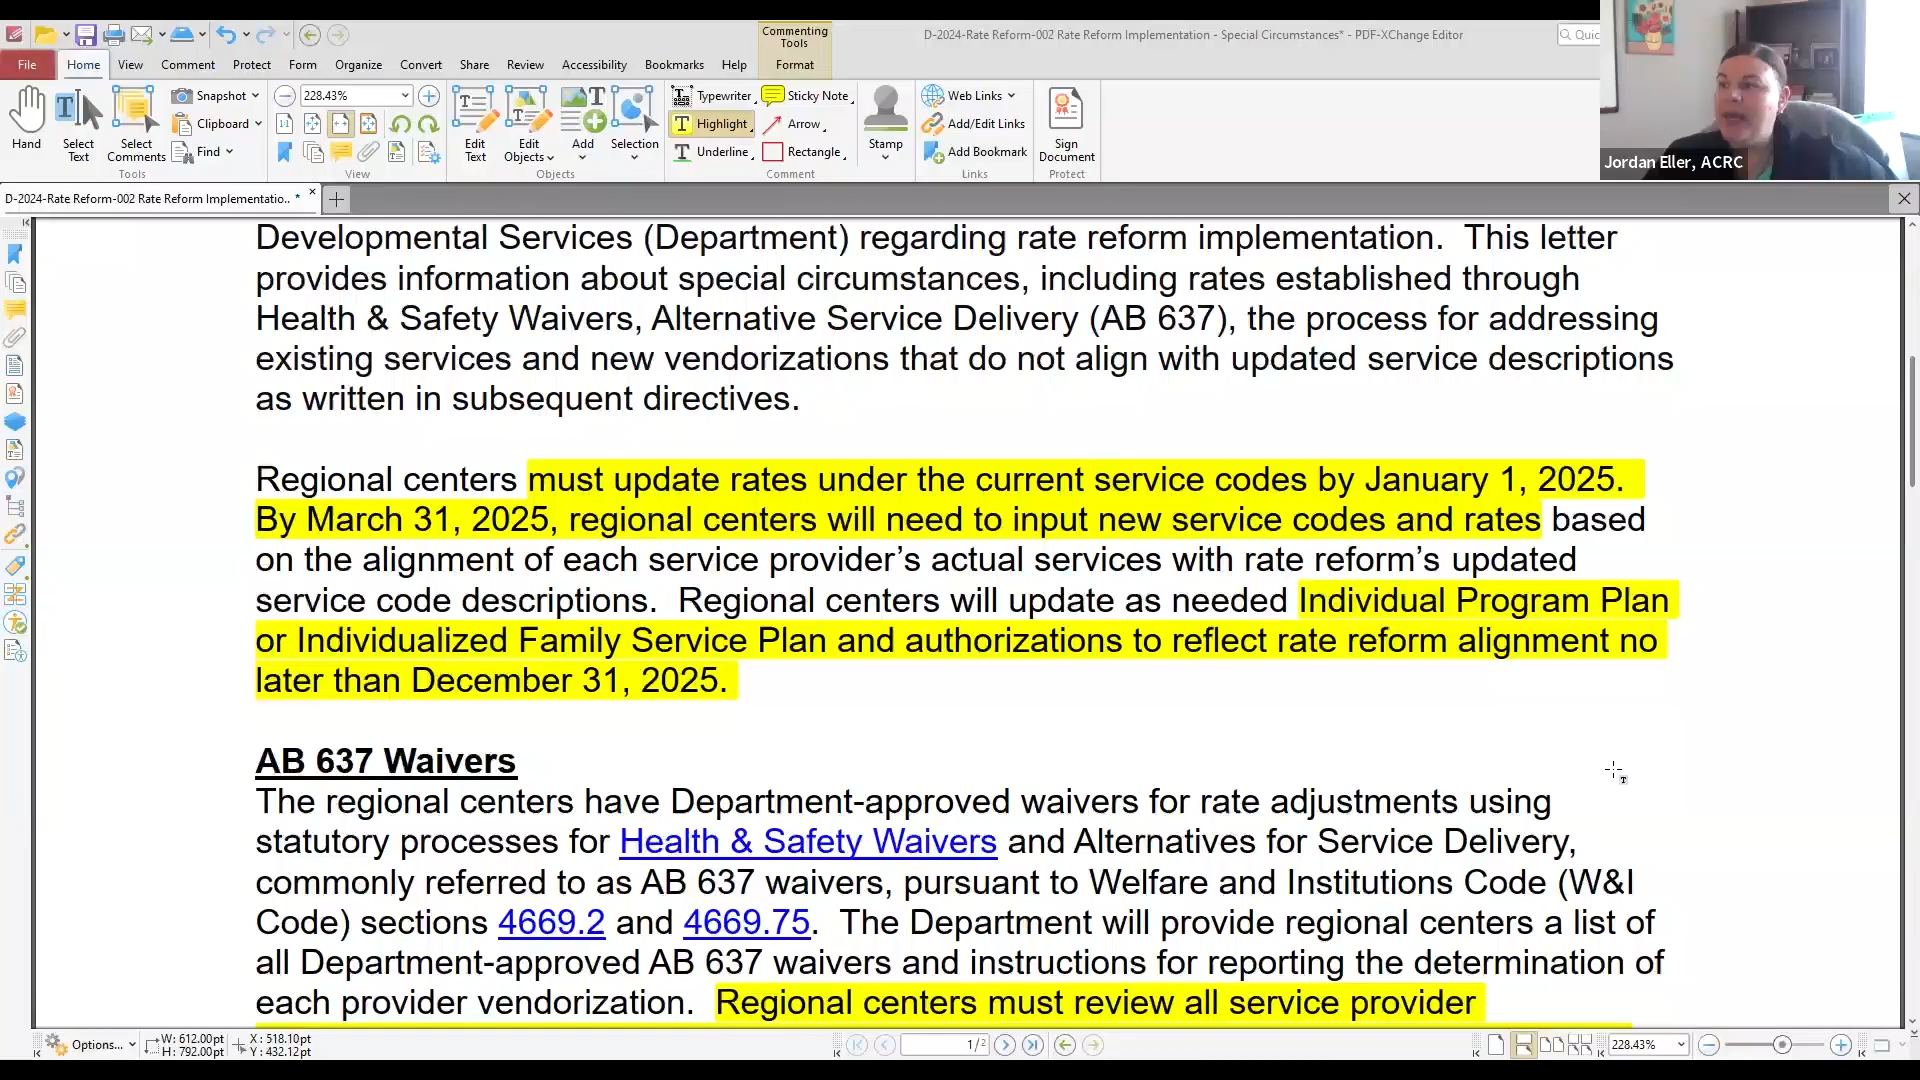 Commenting
Tools
D-2024-Rate Reform-002 Rate Reform Implementation - Special Circumstances* - PDF-XChange Editor
Quic
File Home View Comment Protect Form Organize Convert Share Review Accessibility Bookmarks Help Format
Hand
Select
Text
Select
Comments
Snapshot
Clipboard
Find
Tools
228.43%
View
Edit
Text
Edit
Objects
Add
Selection
Objects
Typewriter
Sticky Note
Highlight
Arrow
Underline
Rectangle
Stamp
Comment
Web Links
Add/Edit Links
Add Bookmark
Links
Sign
Document
Protect
Jordan Eller, ACRC
D-2024-Rate Reform-002 Rate Reform Implementatio.. *
Developmental Services (Department) regarding rate reform implementation. This letter
provides information about special circumstances, including rates established through
Health & Safety Waivers, Alternative Service Delivery (AB 637), the process for addressing
existing services and new vendorizations that do not align with updated service descriptions
as written in subsequent directives.
Regional centers must update rates under the current service codes by January 1, 2025.
By March 31, 2025, regional centers will need to input new service codes and rates based
on the alignment of each service provider’s actual services with rate reform’s updated
service code descriptions. Regional centers will update as needed Individual Program Plan
or Individualized Family Service Plan and authorizations to reflect rate reform alignment no
later than December 31, 2025.
AB 637 Waivers
The regional centers have Department-approved waivers for rate adjustments using
statutory processes for Health & Safety Waivers and Alternatives for Service Delivery,
commonly referred to as AB 637 waivers, pursuant to Welfare and Institutions Code (W&I
Code) sections 4669.2 and 4669.75. The Department will provide regional centers a list of
all Department-approved AB 637 waivers and instructions for reporting the determination of
each provider vendorization. Regional centers must review all service provider
Options...
W: 612.00pt
H: 792.00pt
X: 518.10pt
Y: 432.12pt
1/2
228.43%